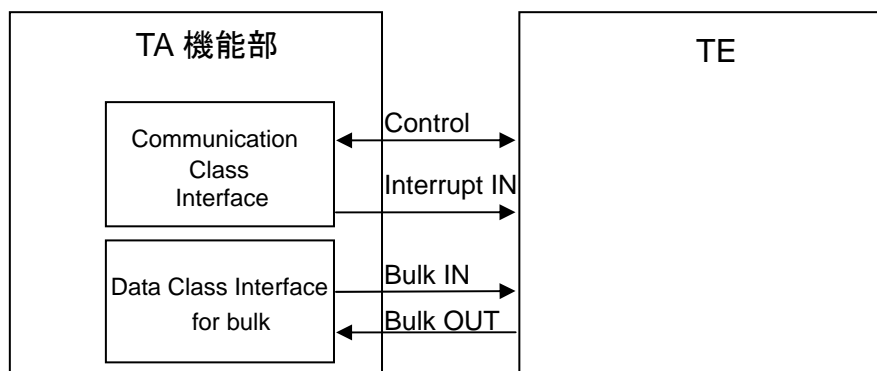 TA 機能部
TE
Communication
Class
Interface
Control
Interrupt IN
Data Class Interface
for bulk
Bulk IN
Bulk OUT